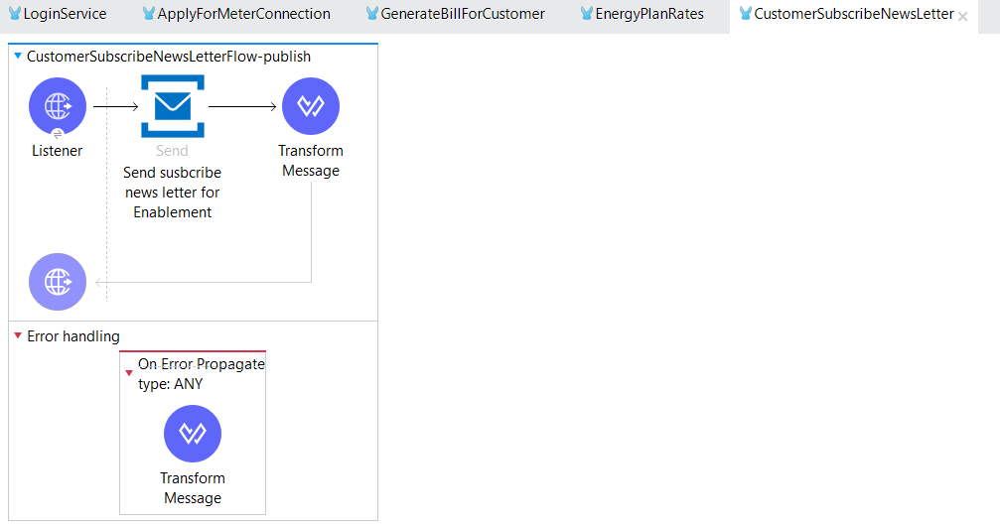 LoginService
ApplyForMeterConnection
GenerateBillForCustomer
EnergyPlanRates
CustomerSubscribeNewsLetter
CustomerSubscribeNewsLetterFlow-publish
Listener
Send
Send susbcribe
news letter for
Enablement
Transform
Message
Error handling
On Error Propagate
type: ANY
Transform
Message